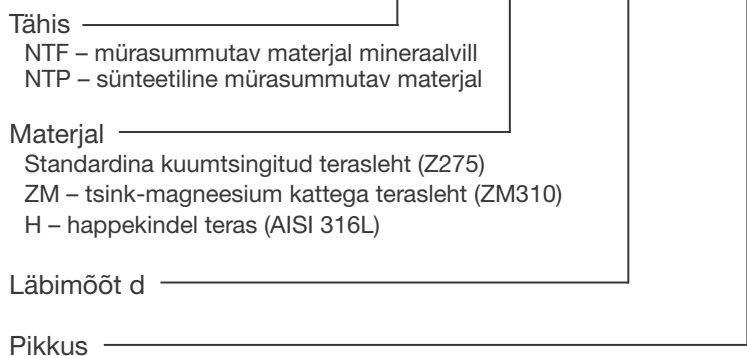 Tähis
NTF – mürasummutav materjal mineraalvill
NTP – sünteetiline mürasummutav materjal
Materjal
Standardina kuumtsingitud terasleht (Z275)
ZM – tsink-magneesium kattega terasleht (ZM310)
H – happekindel teras (AISI 316L)
Läbimõõt d
Pikkus